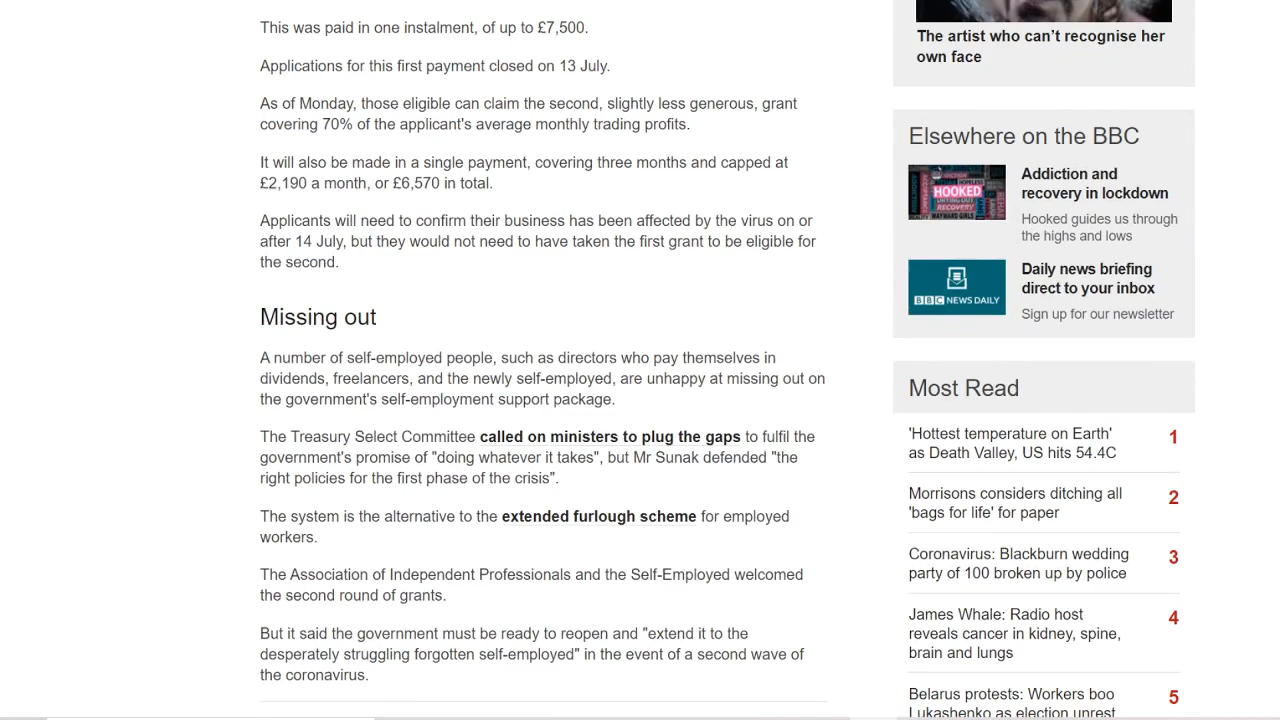 This was paid in one instalment, of up to £7,500.
Applications for this first payment closed on 13 July.
As of Monday, those eligible can claim the second, slightly less generous, grant
covering 70% of the applicant's average monthly trading profits.
It will also be made in a single payment, covering three months and capped at
£2,190 a month, or £6,570 in total.
Applicants will need to confirm their business has been affected by the virus on or
after 14 July, but they would not need to have taken the first grant to be eligible for
the second.
Missing out
A number of self-employed people, such as directors who pay themselves in
dividends, freelancers, and the newly self-employed, are unhappy at missing out on
the government's self-employment support package.
The Treasury Select Committee called on ministers to plug the gaps to fulfil the
government's promise of "doing whatever it takes", but Mr Sunak defended "the
right policies for the first phase of the crisis".
The system is the alternative to the extended furlough scheme for employed
workers.
The Association of Independent Professionals and the Self-Employed welcomed
the second round of grants.
But it said the government must be ready to reopen and "extend it to the
desperately struggling forgotten self-employed" in the event of a second wave of
the coronavirus.
The artist who can't recognise her
own face
Elsewhere on the BBC
HOOKED
RECOVERY
WAYWARD GIRLS
Addiction and
recovery in lockdown
Hooked guides us through
the highs and lows
BBC NEWS DAILY
Daily news briefing
direct to your inbox
Sign up for our newsletter
Most Read
'Hottest temperature on Earth' 1
as Death Valley, US hits 54.4C
Morrisons considers ditching all 2
'bags for life' for paper
Coronavirus: Blackburn wedding 3
party of 100 broken up by police
James Whale: Radio host 4
reveals cancer in kidney, spine,
brain and lungs
Belarus protests: Workers boo 5
Lukashenko as election unrest